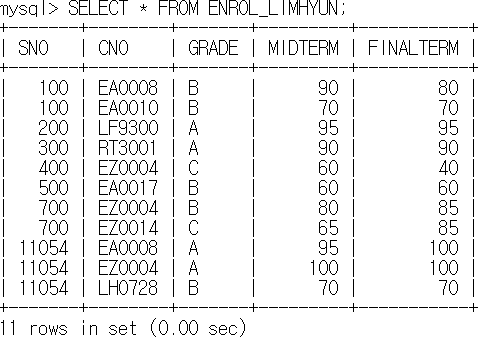 mysql> SELECT * FROM ENROL_LIMHYUN;
+-------+--------+-------+---------+-----------+
| SNO | CNO | GRADE | MIDTERM | FINALTERM |
+-------+--------+-------+---------+-----------+
| 100 | EA0008 | B | 90 | 80 |
| 100 | EA0010 | B | 70 | 70 |
| 200 | LF9300 | A | 95 | 95 |
| 300 | RT3001 | A | 90 | 90 |
| 400 | EZ0004 | C | 60 | 40 |
| 500 | EA0017 | B | 60 | 60 |
| 700 | EZ0004 | B | 80 | 85 |
| 700 | EZ0014 | C | 65 | 85 |
| 11054 | EA0008 | A | 95 | 100 |
| 11054 | EZ0004 | A | 100 | 100 |
| 11054 | LH0728 | B | 70 | 70 |
+-------+--------+-------+---------+-----------+
11 rows in set (0.00 sec)